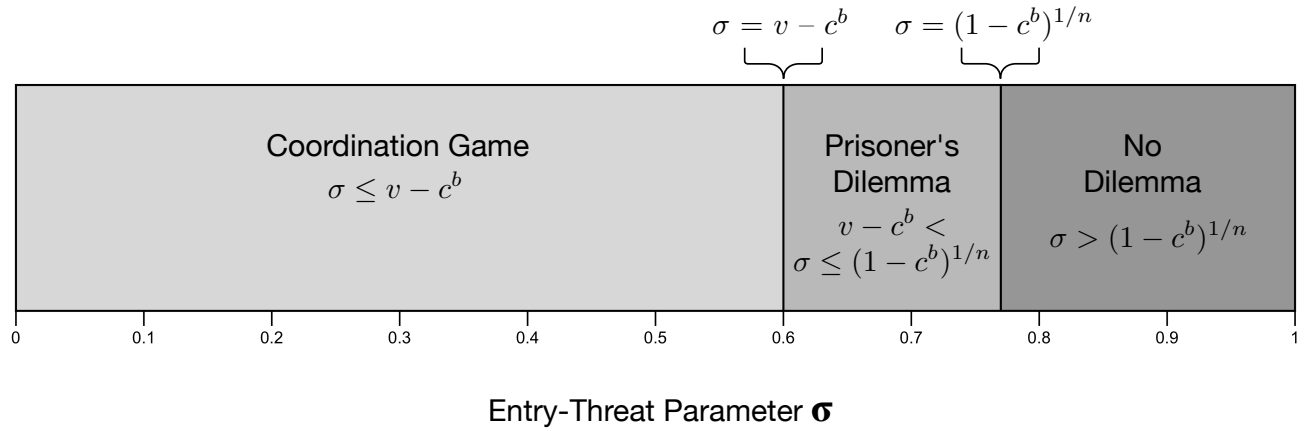 σ = v – c^b
σ = (1 − c^b)^{1/n}
Coordination Game
σ ≤ v − c^b
Prisoner's
Dilemma
v − c^b <
σ ≤ (1 − c^b)^{1/n}
No
Dilemma
σ > (1 − c^b)^{1/n}
0 0.1 0.2 0.3 0.4 0.5 0.6 0.7 0.8 0.9 1
Entry-Threat Parameter σ